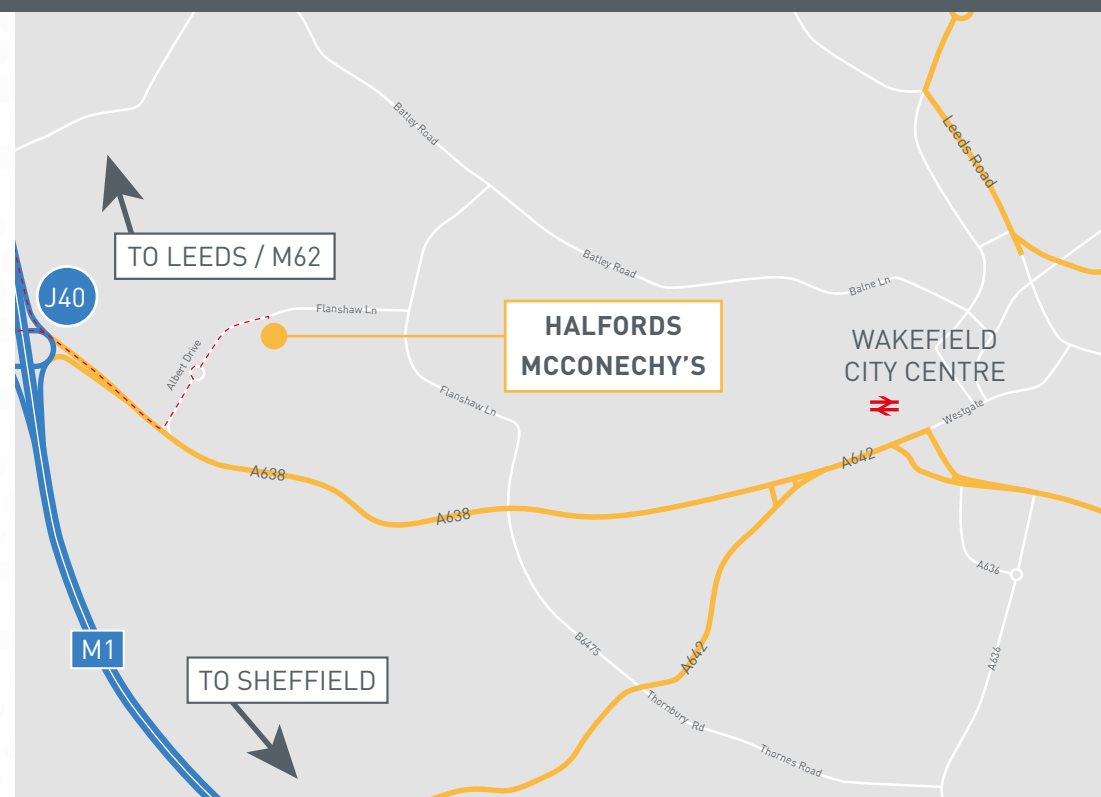 Batley Road
Leeds Road
TO LEEDS / M62
Batley Road
J40
Balne Ln
Flanshaw Ln
HALFORDS
MCCONECHY'S
WAKEFIELD
CITY CENTRE
Albert Drive
Flanshaw Ln
Westgate
A642
A638
A638
A636
B6475
A642
A636
M1
TO SHEFFIELD
Thornbury Rd
Thornes Road